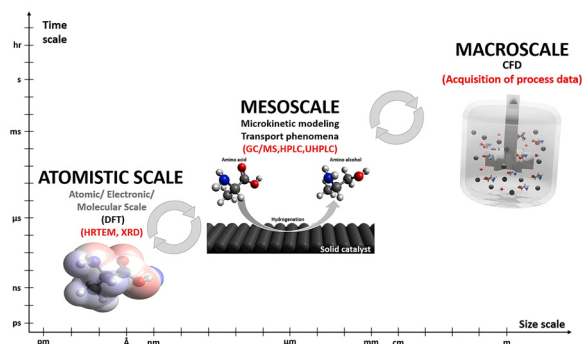 Time
scale
hr
s
ms
μs
ns
ps
MACROSCALE
CFD
(Acquisition of process data)
MESOSCALE
Microkinetic modeling
Transport phenomena
(GC/MS,HPLC,UHPLC)
Amino acid
Amino alcohol
Hydrogenation
Solid catalyst
ATOMISTIC SCALE
Atomic/ Electronic/
Molecular Scale
(DFT)
(HRTEM, XRD)
Size scale
pm Å nm μm mm cm m